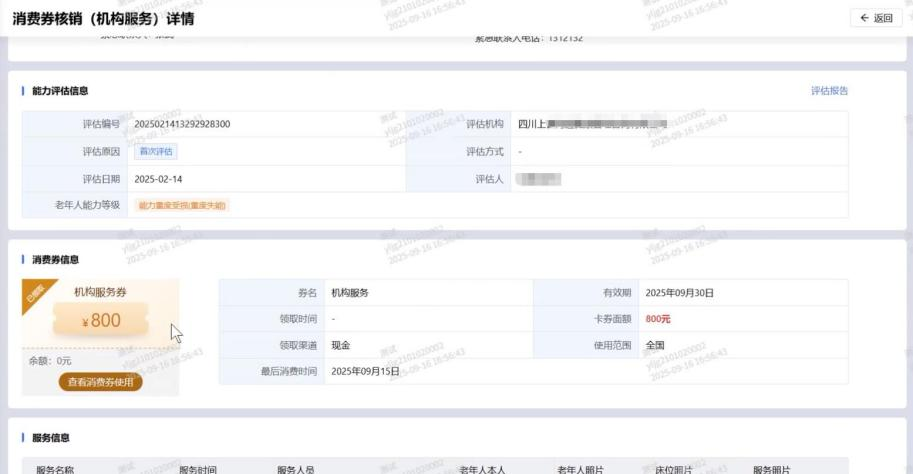 消费券核销（机构服务）详情
返回
紧急联系人电话：1312132
能力评估信息
评估报告
评估编号 2025021413292928300 评估机构 四川上
评估原因 首次评估 评估方式 -
评估日期 2025-02-14 评估人
老年人能力等级 能力重度受损(重度失能)
消费券信息
已领取
机构服务券
¥800
余额：0元
查看消费券使用
券名 机构服务 有效期 2025年09月30日
领取时间 - 卡券面额 800元
领取渠道 现金 使用范围 全国
最后消费时间 2025年09月15日
服务信息
服务名称 服务时间 服务人员 老年人本人 老年人照片 床位照片 服务照片
测试
yljg2101020002
2025-09-16 16:56:43